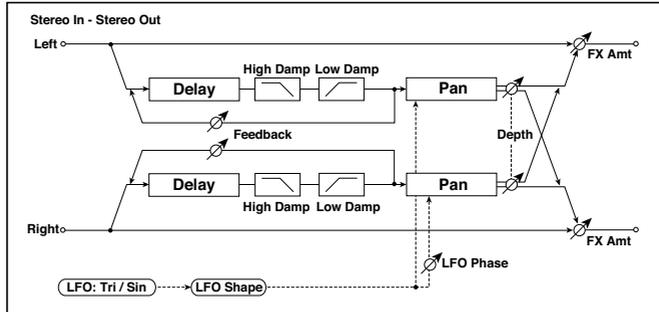 Stereo In - Stereo Out
Left
FX Amt
High Damp Low Damp
Delay
Pan
Feedback
Depth
Delay
Pan
High Damp Low Damp
Right
FX Amt
LFO Phase
LFO: Tri / Sin
LFO Shape